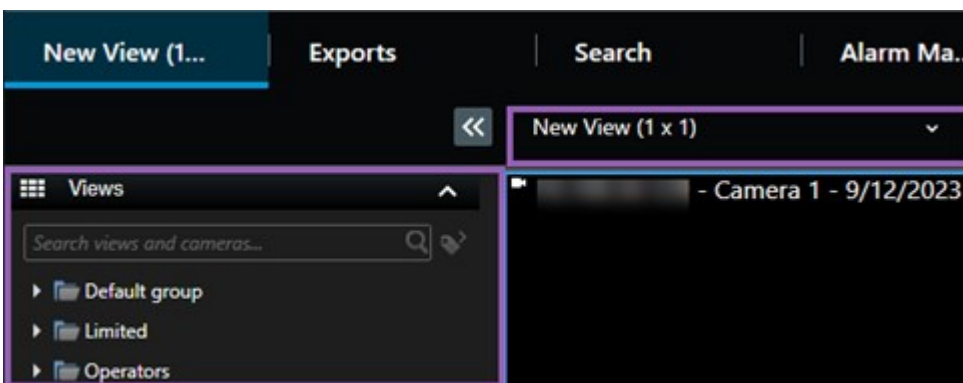 New View (1...
Exports
Search
Alarm Ma..
New View (1 x 1)
Views
- Camera 1 - 9/12/2023
Search views and cameras...
Default group
Limited
Operators